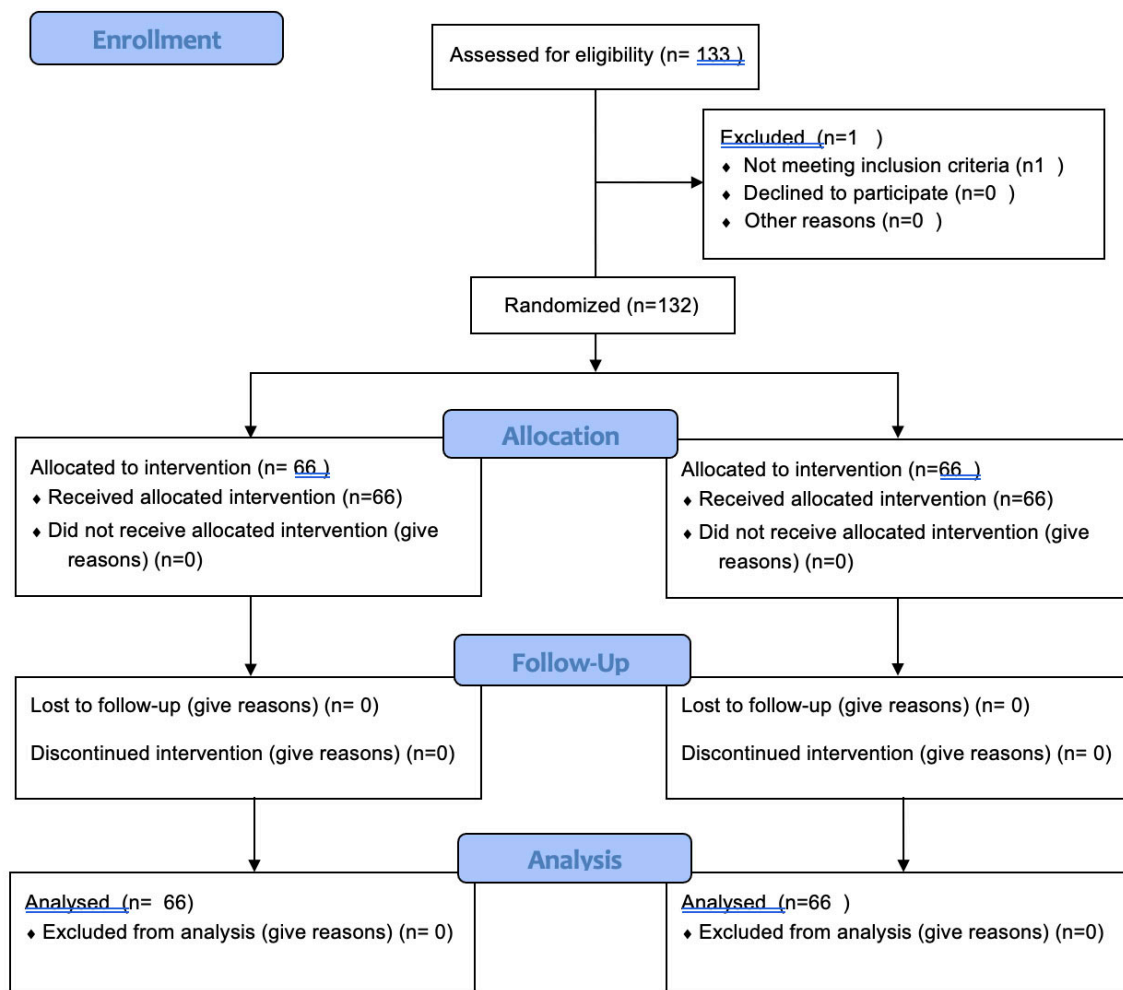 Enrollment
Assessed for eligibility (n= 133 )
Excluded (n=1 )
♦ Not meeting inclusion criteria (n1 )
♦ Declined to participate (n=0 )
♦ Other reasons (n=0 )
Randomized (n=132)
Allocation
Allocated to intervention (n= 66 )
♦ Received allocated intervention (n=66)
♦ Did not receive allocated intervention (give
reasons) (n=0)
Allocated to intervention (n=66 )
♦ Received allocated intervention (n=66)
♦ Did not receive allocated intervention (give
reasons) (n=0)
Follow-Up
Lost to follow-up (give reasons) (n= 0)
Discontinued intervention (give reasons) (n=0)
Lost to follow-up (give reasons) (n= 0)
Discontinued intervention (give reasons) (n= 0)
Analysis
Analysed (n= 66)
♦ Excluded from analysis (give reasons) (n= 0)
Analysed (n=66 )
♦ Excluded from analysis (give reasons) (n=0)